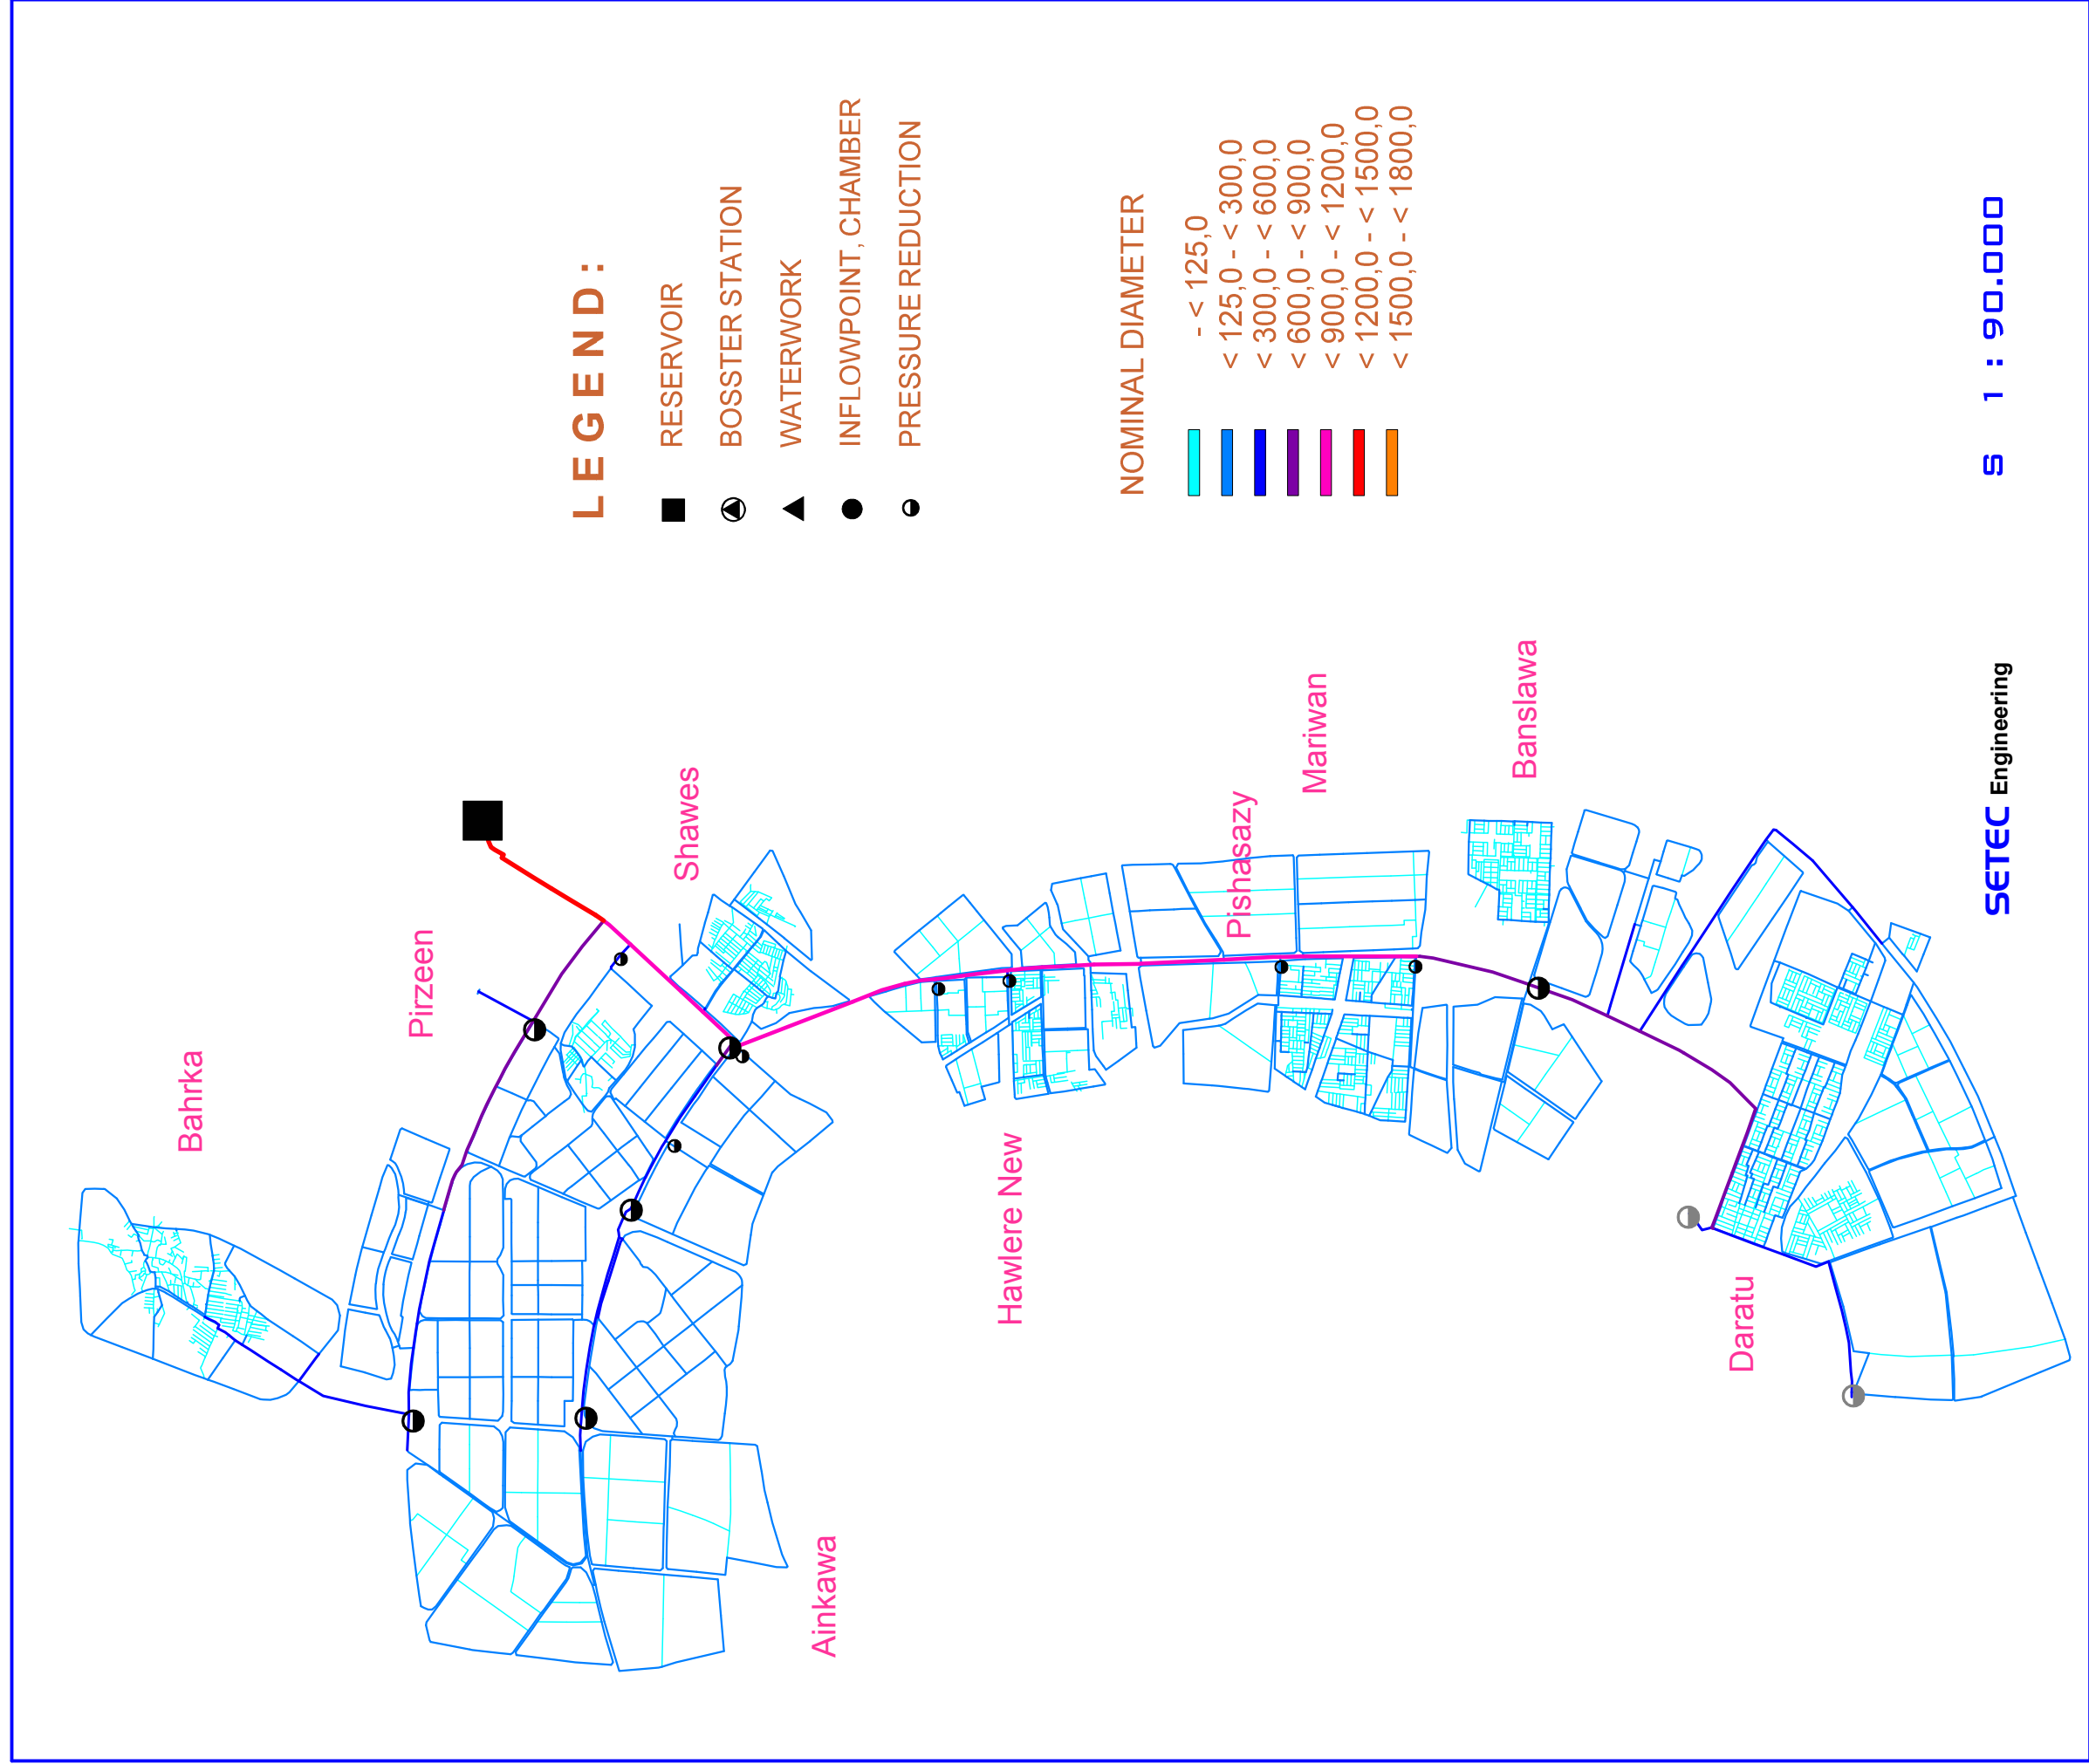 LEGEND:
RESERVOIR
BOSSTER STATION
WATERWORK
INFLOWPOINT, CHAMBER
PRESSURE REDUCTION
NOMINAL DIAMETER
- < 125,0
< 125,0 - < 300,0
< 300,0 - < 600,0
< 600,0 - < 900,0
< 900,0 - < 1200,0
< 1200,0 - < 1500,0
< 1500,0 - < 1800,0
Bahrka
Pirzeen
Shawes
Ainkawa
Hawlere New
Pishasazy
Mariwan
Banslawa
Daratu
SETEC Engineering
S 1 : 90.000